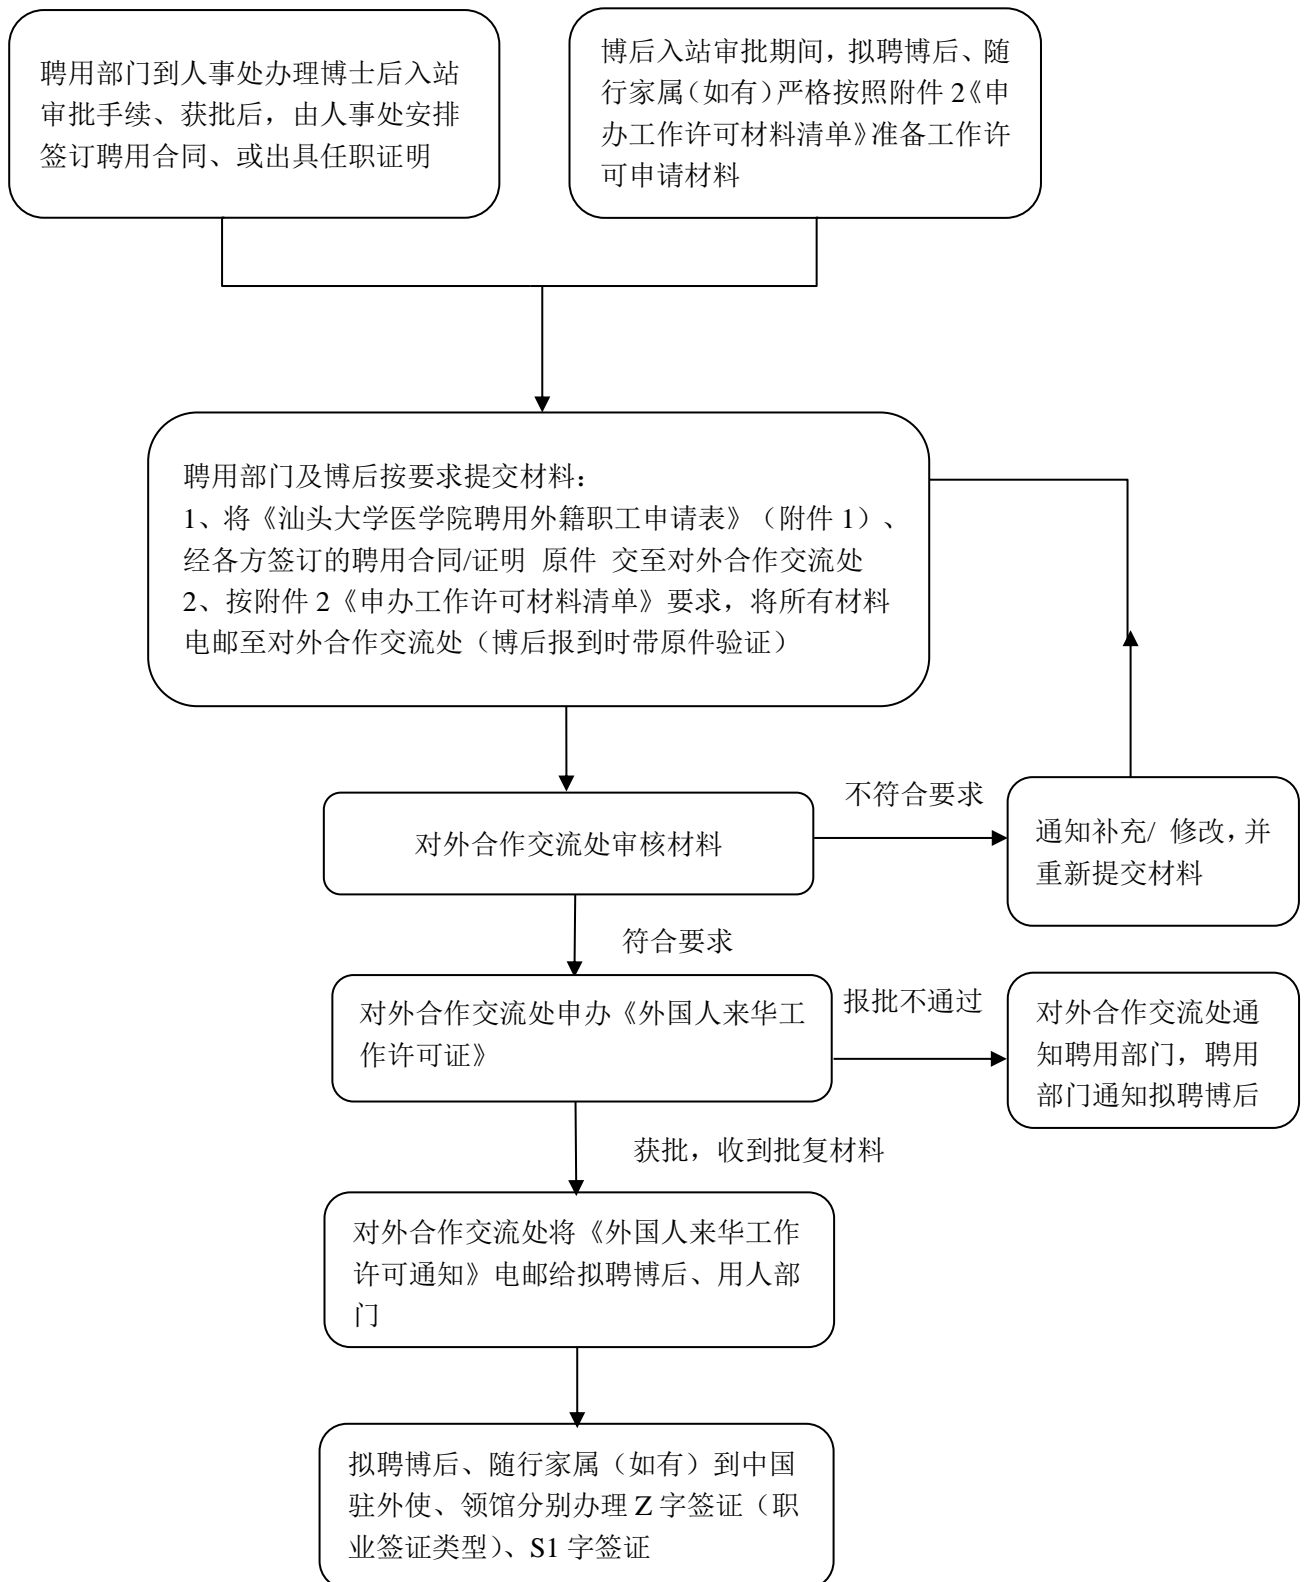 聘用部门到人事处办理博士后入站
审批手续、获批后，由人事处安排
签订聘用合同、或出具任职证明
博后入站审批期间，拟聘博后、随
行家属（如有）严格按照附件 2《申
办工作许可材料清单》准备工作许
可申请材料
聘用部门及博后按要求提交材料：
1、将《汕头大学医学院聘用外籍职工申请表》（附件 1）、
经各方签订的聘用合同/证明 原件 交至对外合作交流处
2、按附件 2《申办工作许可材料清单》要求，将所有材料
电邮至对外合作交流处（博后报到时带原件验证）
对外合作交流处审核材料
不符合要求
通知补充/ 修改，并
重新提交材料
符合要求
对外合作交流处申办《外国人来华工
作许可证》
报批不通过
对外合作交流处通
知聘用部门，聘用
部门通知拟聘博后
获批，收到批复材料
对外合作交流处将《外国人来华工作
许可通知》电邮给拟聘博后、用人部
门
拟聘博后、随行家属（如有）到中国
驻外使、领馆分别办理 Z 字签证（职
业签证类型）、S1 字签证